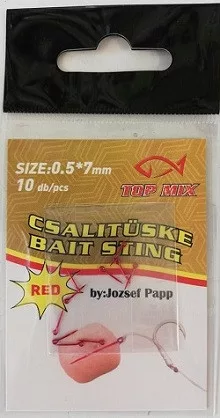 SIZE:0.5*7mm
10 db/pcs
TOP MIX
CSALITÜSKE
BAIT STING
RED
by:Jozsef Papp